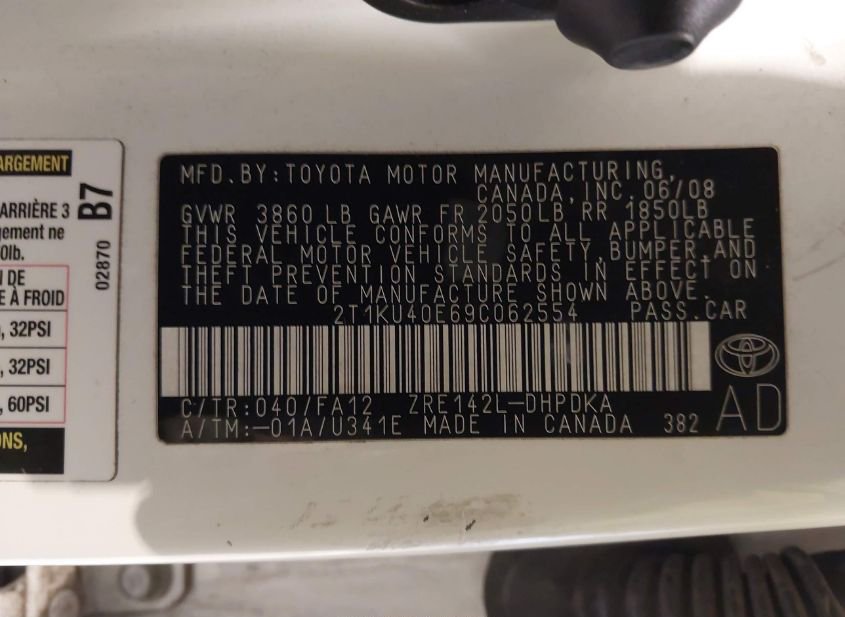 ARGEMENT
ARRIÈRE 3
gement ne
0lb.
N DE
E À FROID
, 32PSI
, 32PSI
, 60PSI
ONS,
B7
02870
MFD.BY:TOYOTA MOTOR MANUFACTURING,
CANADA,INC.06/08
GVWR 3860 LB GAWR FR 2050LB RR 1850LB
THIS VEHICLE CONFORMS TO ALL APPLICABLE
FEDERAL MOTOR VEHICLE SAFETY,BUMPER,AND
THEFT PREVENTION STANDARDS IN EFFECT ON
THE DATE OF MANUFACTURE SHOWN ABOVE.
2T1KU40E69C062554 PASS.CAR
C/TR:040/FA12 ZRE142L-DHPDKA
A/TM:-01A/U341E MADE IN CANADA 382
AD